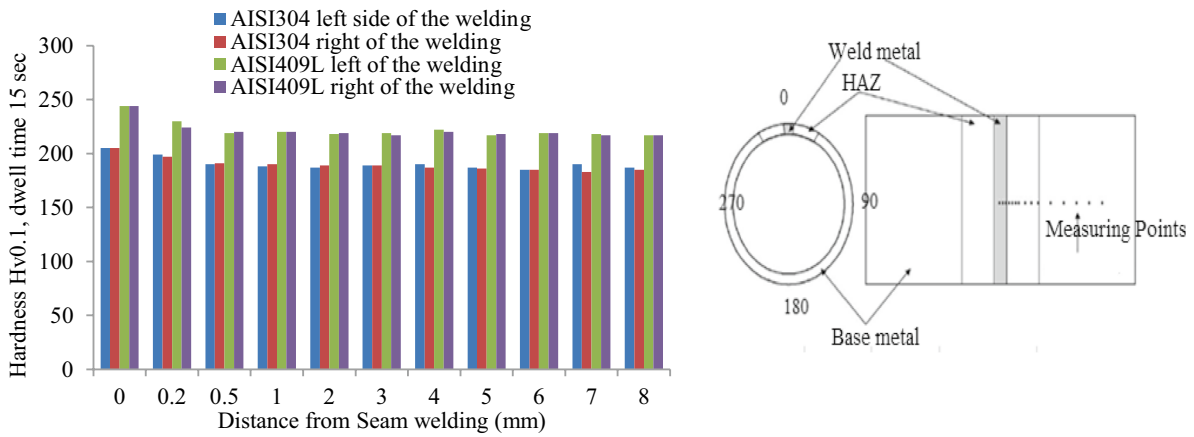 AISI304 left side of the welding
AISI304 right of the welding
AISI409L left of the welding
AISI409L right of the welding
Hardness Hv0.1, dwell time 15 sec
300
250
200
150
100
50
0
0 0.2 0.5 1 2 3 4 5 6 7 8
Distance from Seam welding (mm)
Weld metal
HAZ
0
270
90
Measuring Points
180
Base metal